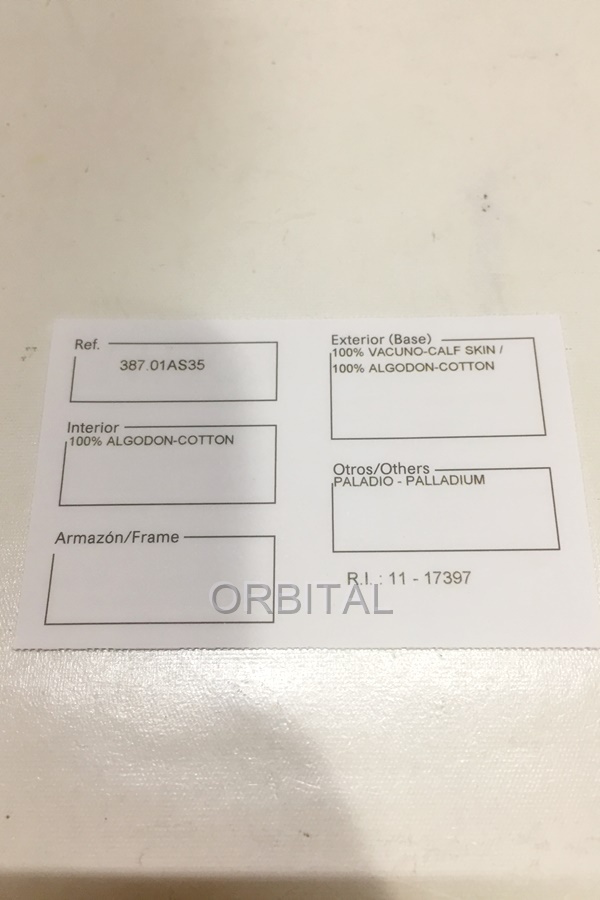 Ref.
387.01AS35
Interior
100% ALGODON-COTTON
Armazón/Frame
Exterior (Base)
100% VACUNO-CALF SKIN /
100% ALGODON-COTTON
Otros/Others
PALADIO - PALLADIUM
R.I. : 11 - 17397
ORBITAL